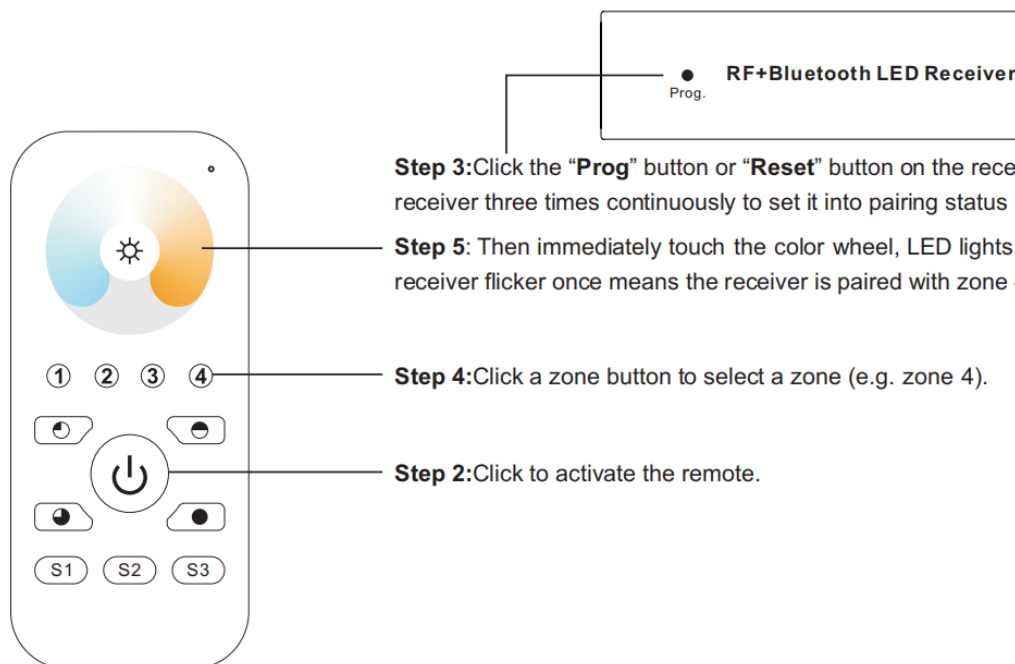 RF+Bluetooth LED Receiver
Prog.
Step 3:Click the “Prog” button or “Reset” button on the
receiver three times continuously to set it into pairing status
Step 5: Then immediately touch the color wheel, LED lights
receiver flicker once means the receiver is paired with zone
1 2 3 4
Step 4:Click a zone button to select a zone (e.g. zone 4).
Step 2:Click to activate the remote.
S1 S2 S3